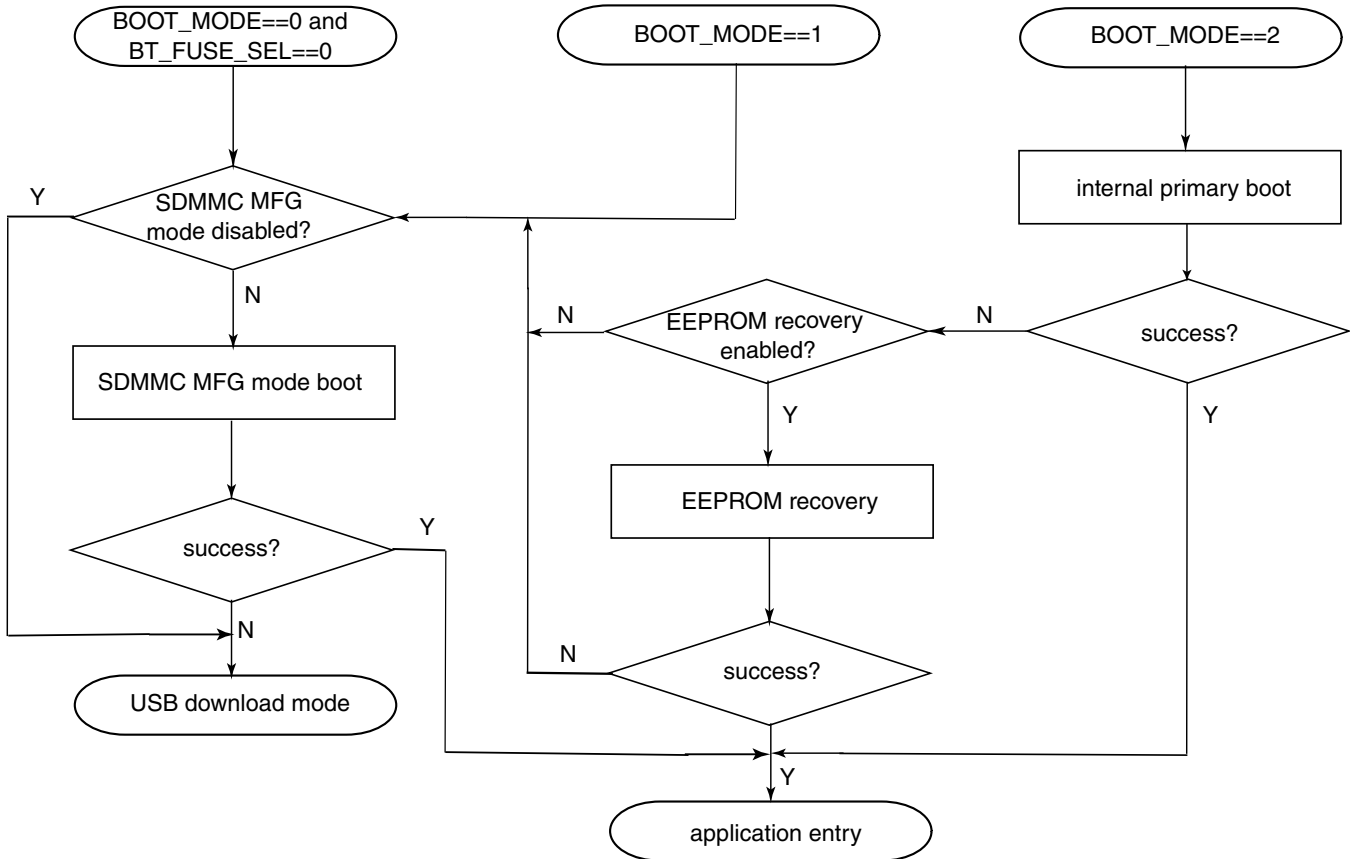 BOOT_MODE==0 and
BT_FUSE_SEL==0
BOOT_MODE==1
BOOT_MODE==2
Y
SDMMC MFG
mode disabled?
internal primary boot
N
N
EEPROM recovery
enabled?
N
success?
SDMMC MFG mode boot
Y
Y
EEPROM recovery
success?
Y
N
N
success?
USB download mode
Y
application entry